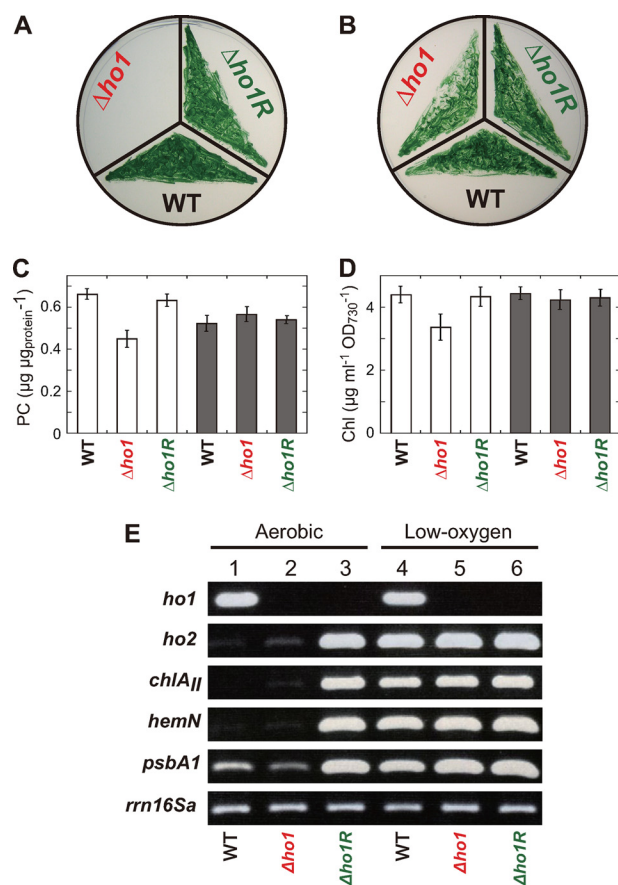 A
B
Δho1
Δho1R
WT
Δho1
Δho1R
WT
C
D
PC (µg µgprotein⁻¹)
0.6
0.4
0.2
0
WT
Δho1
Δho1R
WT
Δho1
Δho1R
Chl (µg ml⁻¹ OD₇₃₀⁻¹)
4
2
0
WT
Δho1
Δho1R
WT
Δho1
Δho1R
E
Aerobic Low-oxygen
1 2 3 4 5 6
ho1
ho2
chlAII
hemN
psbA1
rrn16Sa
WT
Δho1
Δho1R
WT
Δho1
Δho1R